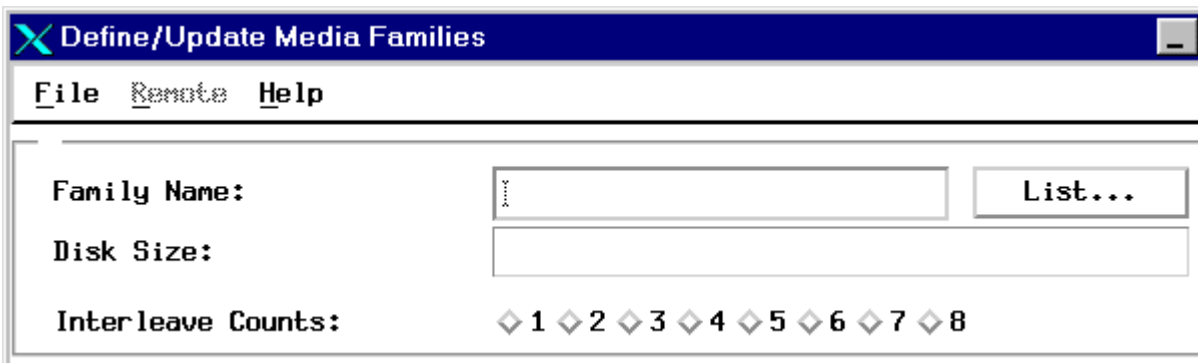 Define/Update Media Families
File Remote Help
Family Name: List...
Disk Size:
Interleave Counts: 1 2 3 4 5 6 7 8